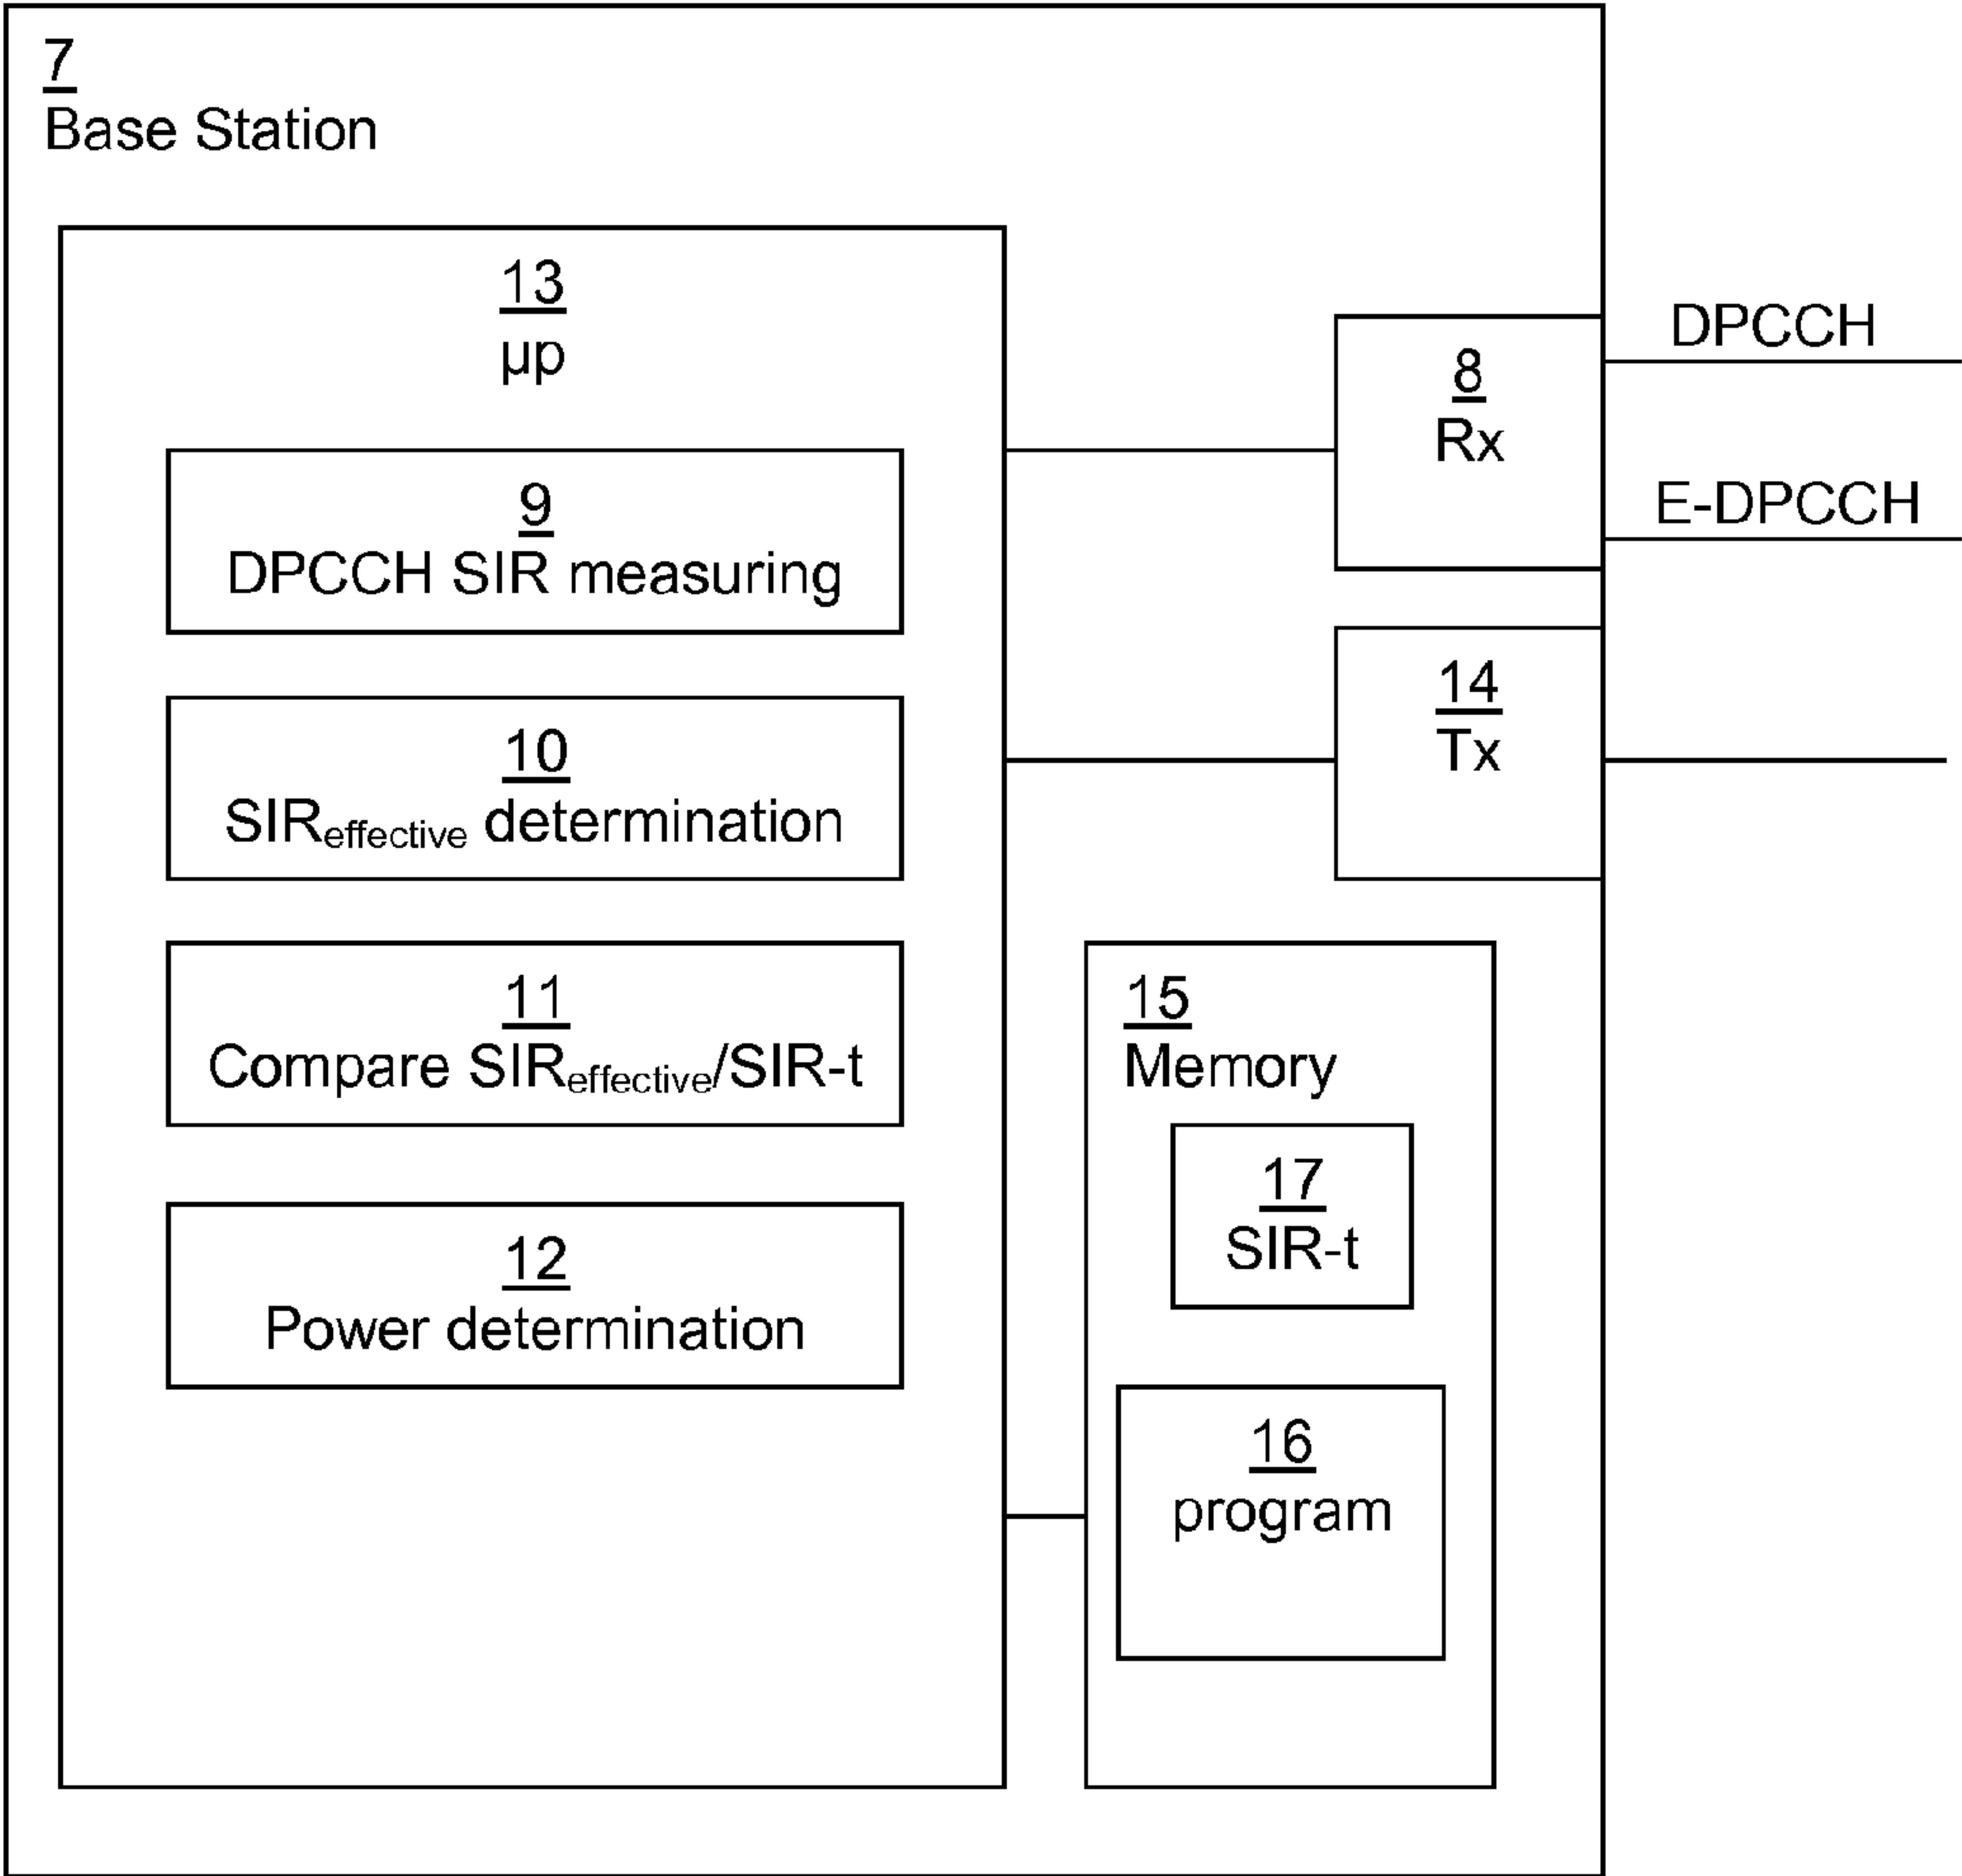 7
Base Station
13
µp
9
DPCCH SIR measuring
10
SIReffective determination
11
Compare SIReffective/SIR-t
12
Power determination
8
Rx
DPCCH
E-DPCCH
14
Tx
15
Memory
17
SIR-t
16
program